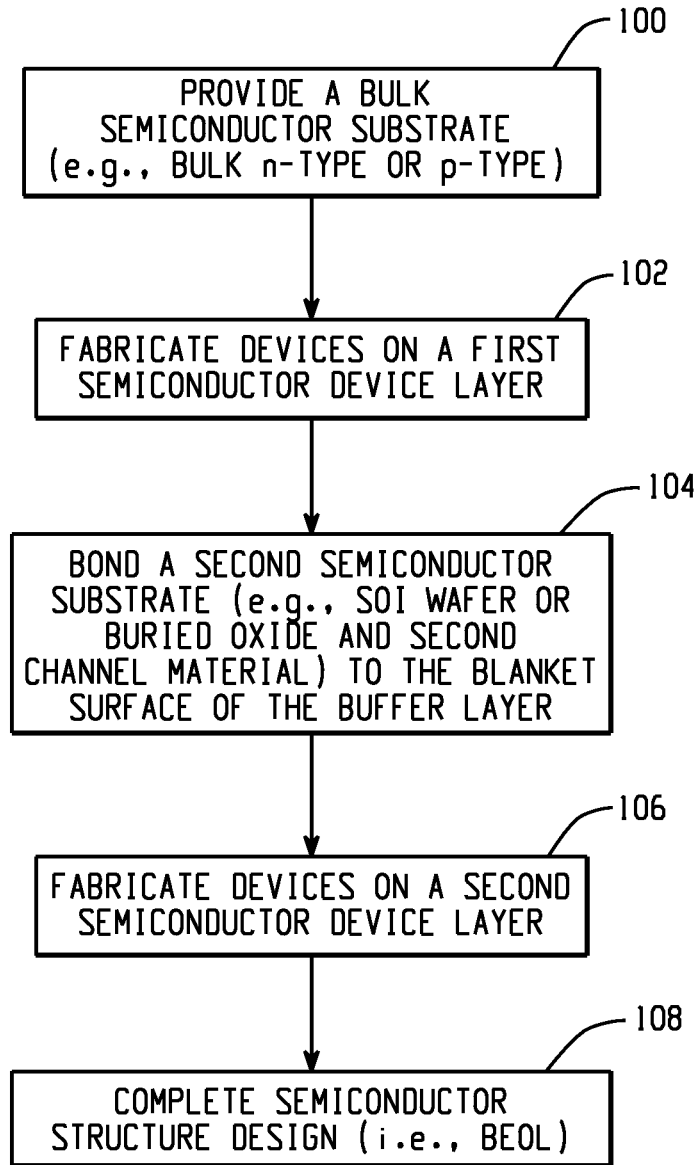 100
PROVIDE A BULK
SEMICONDUCTOR SUBSTRATE
(e.g., BULK n-TYPE OR p-TYPE)
102
FABRICATE DEVICES ON A FIRST
SEMICONDUCTOR DEVICE LAYER
104
BOND A SECOND SEMICONDUCTOR
SUBSTRATE (e.g., SOI WAFER OR
BURIED OXIDE AND SECOND
CHANNEL MATERIAL) TO THE BLANKET
SURFACE OF THE BUFFER LAYER
106
FABRICATE DEVICES ON A SECOND
SEMICONDUCTOR DEVICE LAYER
108
COMPLETE SEMICONDUCTOR
STRUCTURE DESIGN (i.e., BEOL)